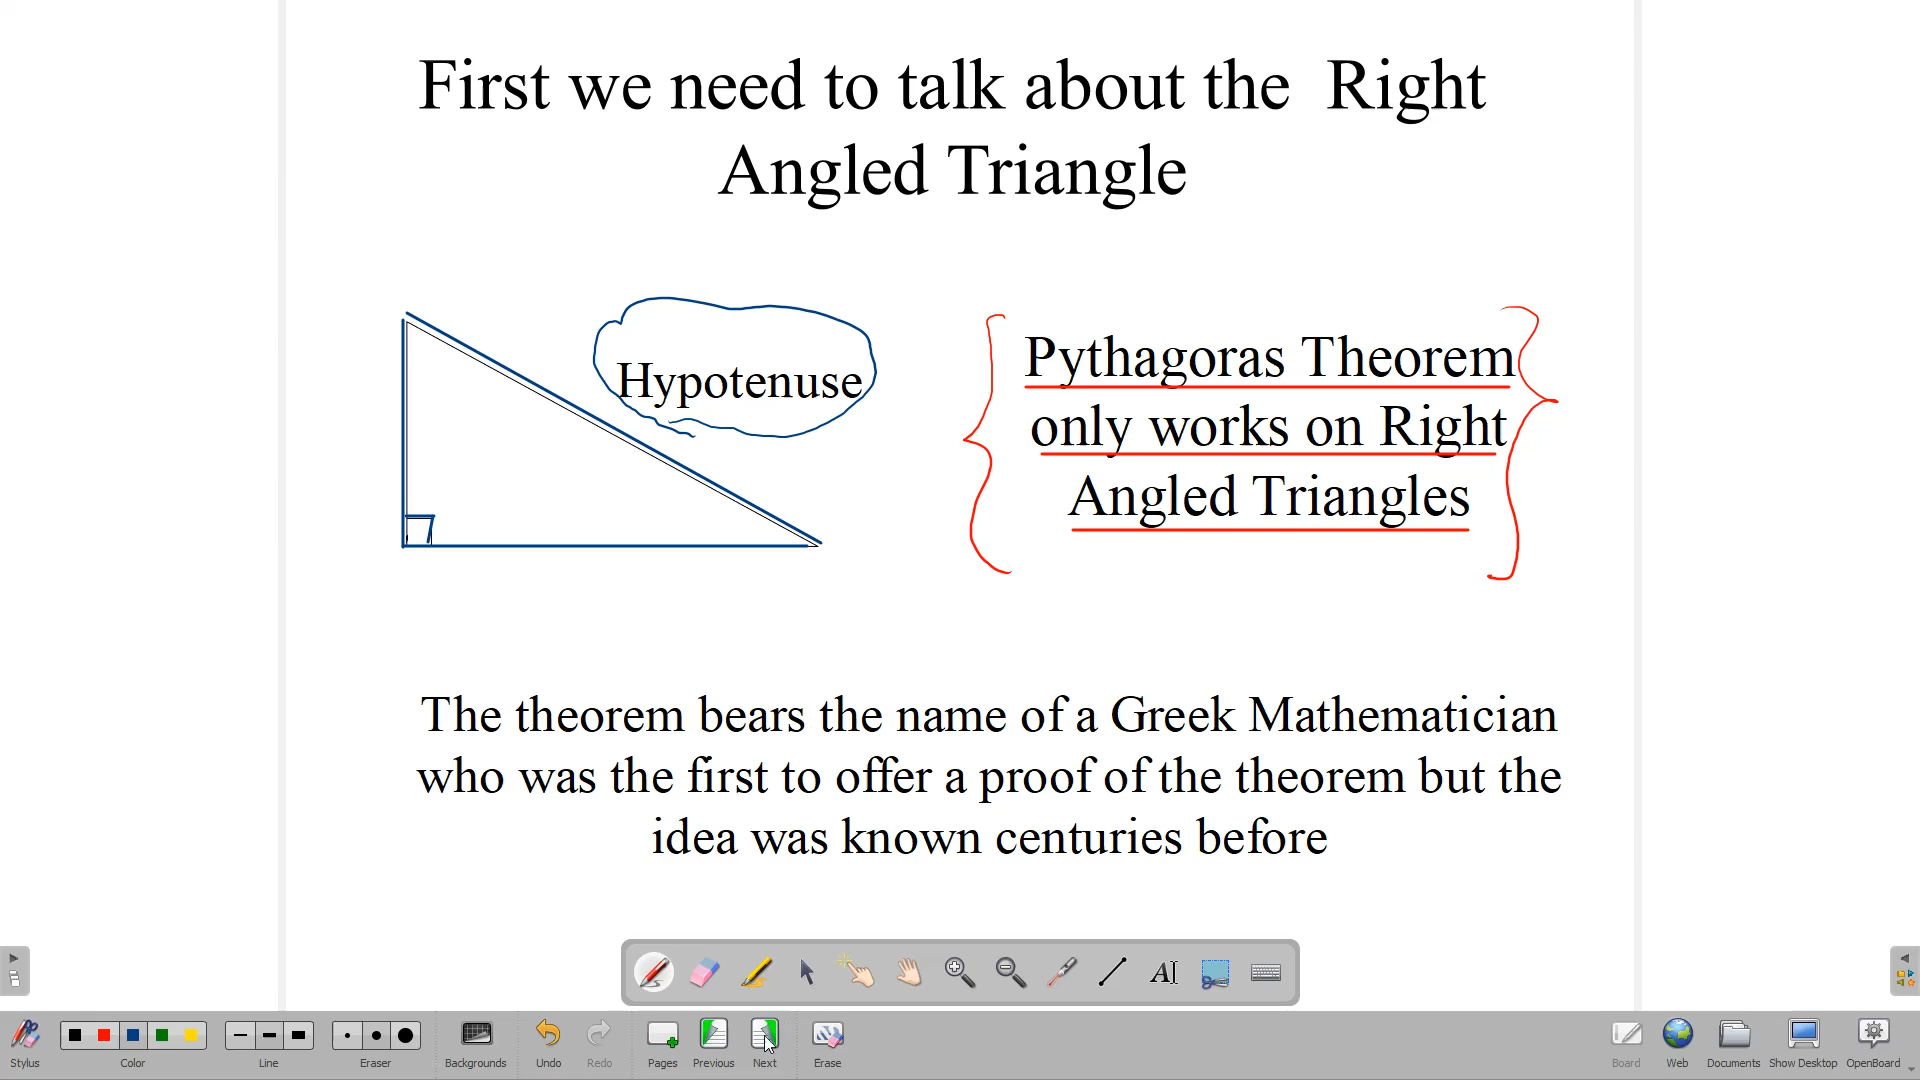 First we need to talk about the Right
Angled Triangle
Hypotenuse
Pythagoras Theorem
only works on Right
Angled Triangles
The theorem bears the name of a Greek Mathematician
who was the first to offer a proof of the theorem but the
idea was known centuries before
AI
Stylus Color Line Eraser Backgrounds Undo Redo Pages Previous Next Erase Board Web Documents Show Desktop OpenBoard